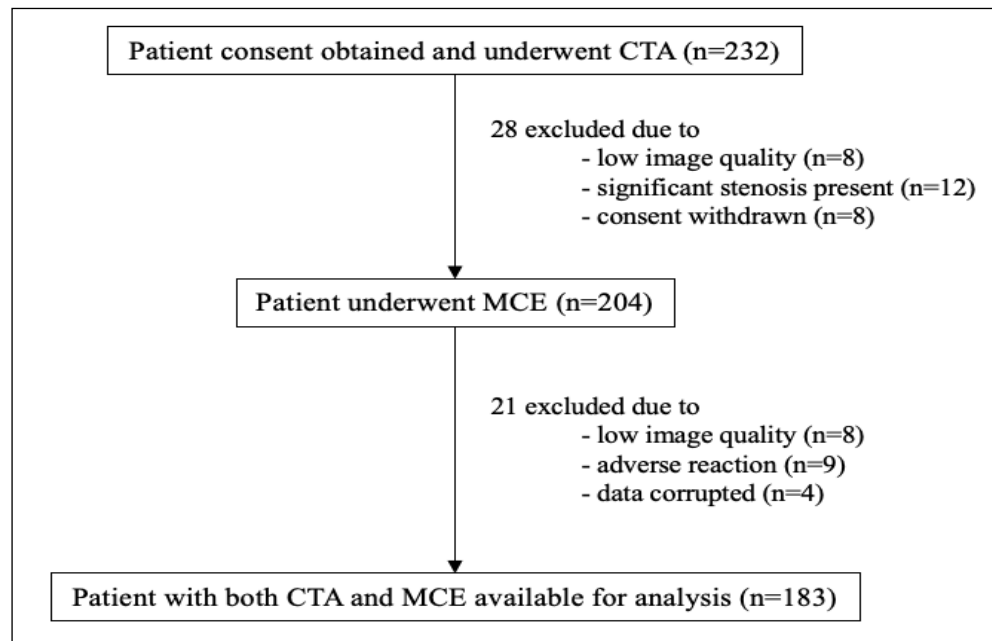 Patient consent obtained and underwent CTA (n=232)
28 excluded due to
- low image quality (n=8)
- significant stenosis present (n=12)
- consent withdrawn (n=8)
Patient underwent MCE (n=204)
21 excluded due to
- low image quality (n=8)
- adverse reaction (n=9)
- data corrupted (n=4)
Patient with both CTA and MCE available for analysis (n=183)